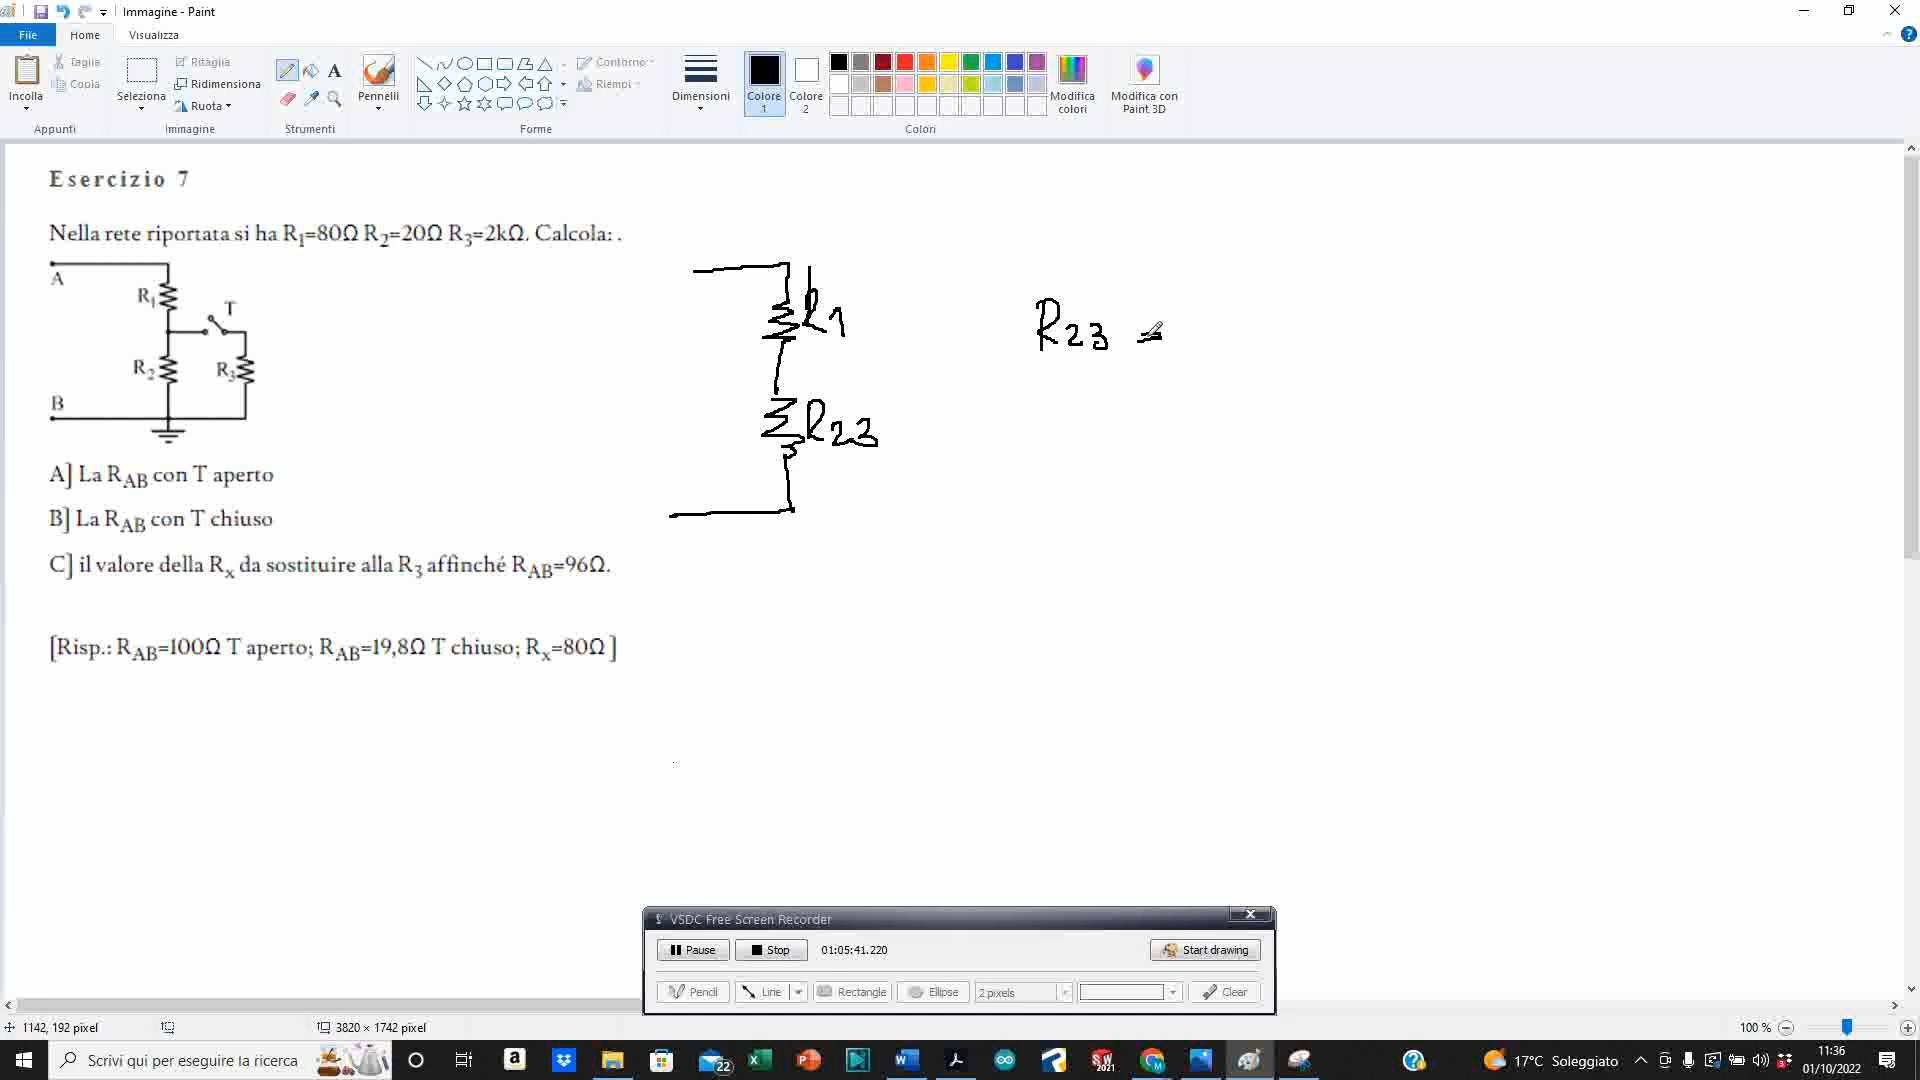 Immagine - Paint
File Home Visualizza
Incolla
Taglia
Copia
Appunti
Seleziona
Ritaglia
Ridimensiona
Ruota
Immagine
A
Strumenti
Pennelli
Contorno
Riempi
Forme
Dimensioni
Colore 1
Colore 2
Modifica colori
Colori
Modifica con Paint 3D
Esercizio 7
Nella rete riportata si ha R1=80Ω R2=20Ω R3=2kΩ. Calcola: .
A
R1
T
R2
R3
B
R1
R23
R23 =
A] La RAB con T aperto
B] La RAB con T chiuso
C] il valore della Rx da sostituire alla R3 affinché RAB=96Ω.
[Risp.: RAB=100Ω T aperto; RAB=19,8Ω T chiuso; Rx=80Ω ]
VSDC Free Screen Recorder
Pause Stop 01:05:41.220 Start drawing
Pencil Line Rectangle Ellipse 2 pixels Clear
1142, 192 pixel
3820 × 1742 pixel
100 %
Scrivi qui per eseguire la ricerca
22
SW 2021
17°C Soleggiato
11:36
01/10/2022